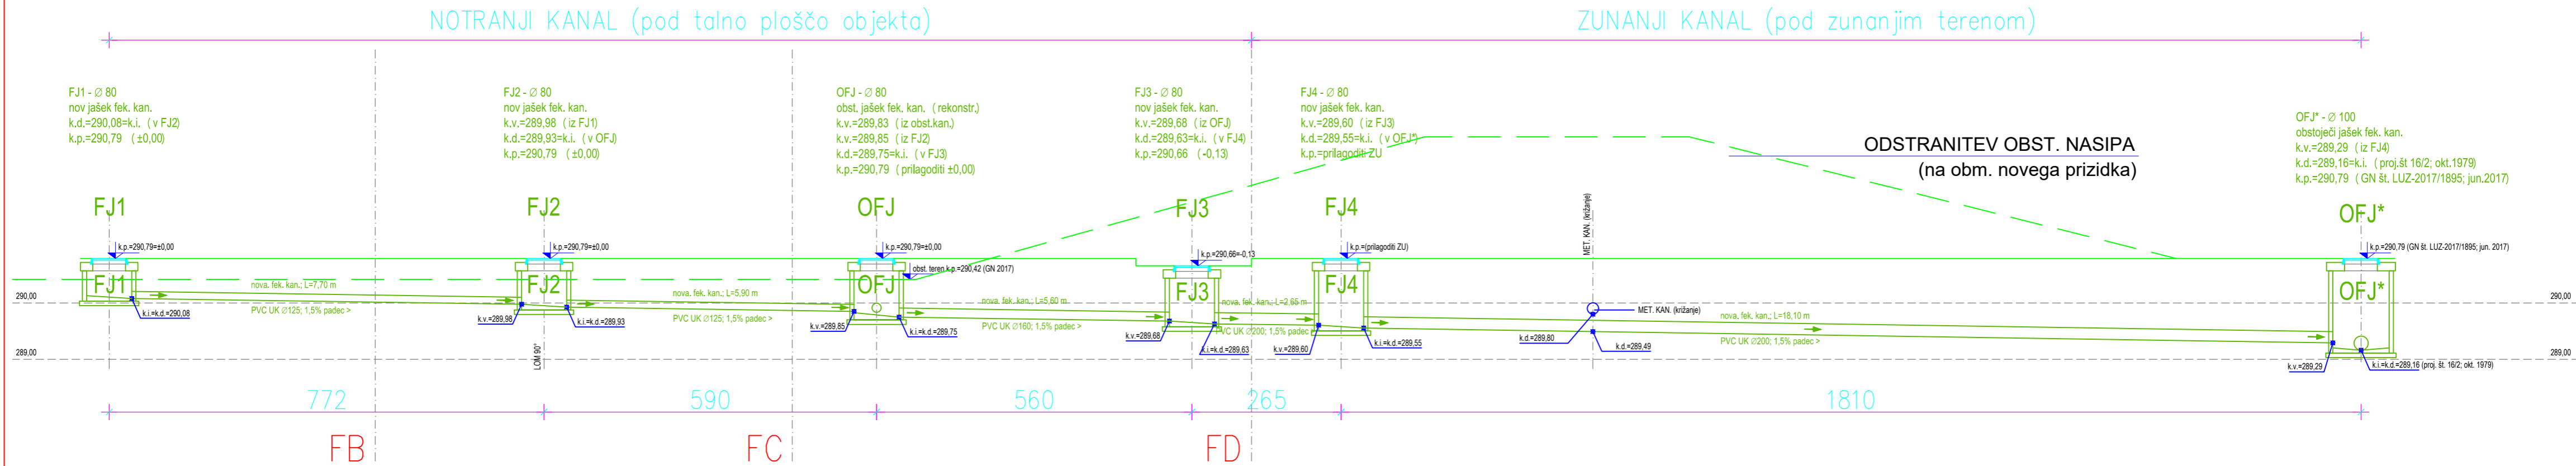 NOTRANJI KANAL (pod talno ploščo objekta)
ZUNANJI KANAL (pod zunanjim terenom)
FJ1 - Ø 80
nov jašek fek. kan.
k.d.=290,08=k.i. ( v FJ2)
k.p.=290,79 ( ±0,00)
FJ2 - Ø 80
nov jašek fek. kan.
k.v.=289,98 ( iz FJ1)
k.d.=289,93=k.i. ( v OFJ)
k.p.=290,79 ( ±0,00)
OFJ - Ø 80
obst. jašek fek. kan. ( rekonstr.)
k.v.=289,83 ( iz obst.kan.)
k.v.=289,85 ( iz FJ2)
k.d.=289,75=k.i. ( v FJ3)
k.p.=290,79 ( prilagoditi ±0,00)
FJ3 - Ø 80
nov jašek fek. kan.
k.v.=289,68 ( iz OFJ)
k.d.=289,63=k.i. ( v FJ4)
k.p.=290,66 ( -0,13)
FJ4 - Ø 80
nov jašek fek. kan.
k.v.=289,60 ( iz FJ3)
k.d.=289,55=k.i. ( v OFJ*)
k.p.=prilagoditi ZU
ODSTRANITEV OBST. NASIPA
(na obm. novega prizidka)
OFJ* - Ø 100
obstoječi jašek fek. kan.
k.v.=289,29 ( iz FJ4)
k.d.=289,16=k.i. ( proj.št 16/2; okt.1979)
k.p.=290,79 ( GN št. LUZ-2017/1895; jun.2017)
FJ1
FJ2
OFJ
FJ3
FJ4
OFJ*
MET. KAN. (križanje)
k.p.=290,79=±0,00
k.p.=290,79=±0,00
k.p.=290,79=±0,00
k.p.=290,66=-0,13
k.p.=(prilagoditi ZU)
k.p.=290,79 (GN št. LUZ-2017/1895; jun. 2017)
obst. teren k.p.=290,42 (GN 2017)
FJ1
FJ2
OFJ
FJ3
FJ4
OFJ*
290,00
290,00
nova. fek. kan.; L=7,70 m
PVC UK Ø125; 1,5% padec >
nova. fek. kan.; L=5,90 m
PVC UK Ø125; 1,5% padec >
nova. fek. kan.; L=5,60 m
PVC UK Ø160; 1,5% padec >
nova. fek. kan.; L=2,65 m
PVC UK Ø200; 1,5% padec
MET. KAN. (križanje)
nova. fek. kan.; L=18,10 m
PVC UK Ø200; 1,5% padec >
k.i.=k.d.=290,08
k.v.=289,98
k.i.=k.d.=289,93
k.v.=289,85
k.i.=k.d.=289,75
k.v.=289,68
k.i.=k.d.=289,63
k.v.=289,60
k.i.=k.d.=289,55
k.d.=289,80
k.d.=289,49
k.v.=289,29
k.i.=k.d.=289,16 (proj. št. 16/2; okt. 1979)
289,00
289,00
LOM 90°
772
590
560
265
1810
FB
FC
FD